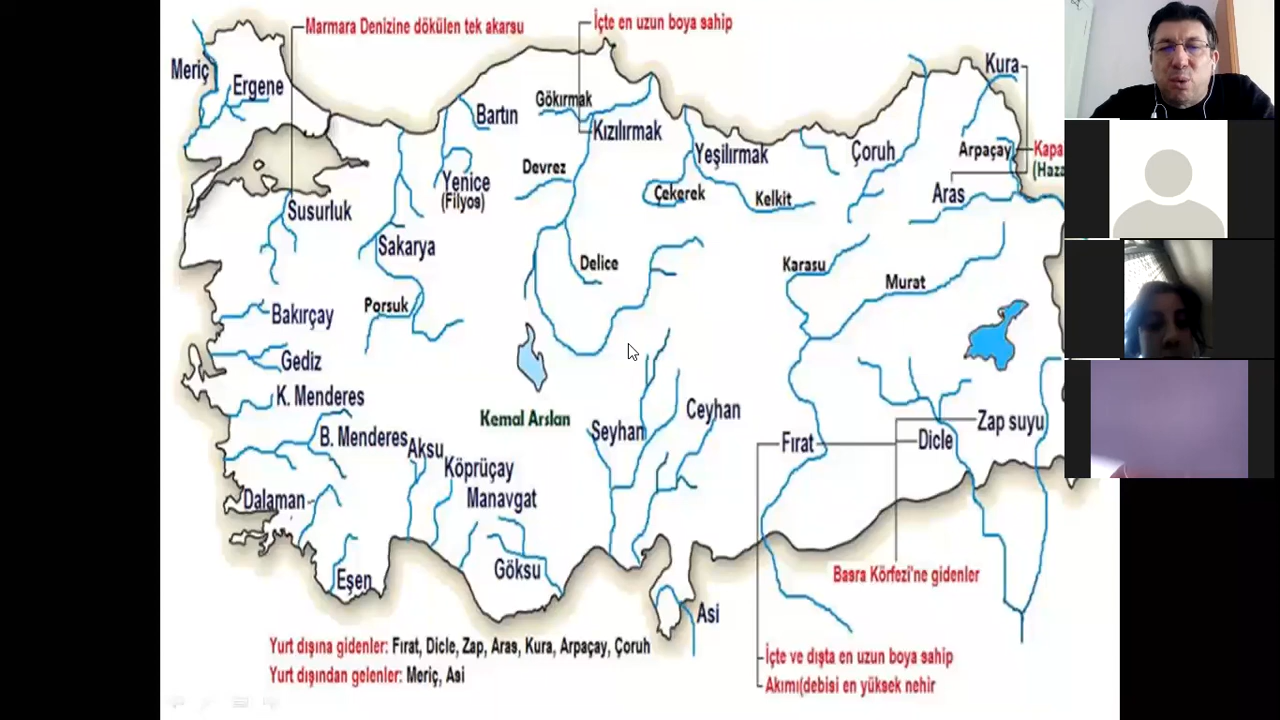 Marmara Denizine dökülen tek akarsu
İçte en uzun boya sahip
Meriç
Ergene
Kura
Bartın
Gökırmak
Kızılırmak
Yeşilırmak
Çoruh
Arpaçay
Kapa
(Haza
Devrez
Yenice
(Filyos)
Çekerek
Kelkit
Aras
Susurluk
Sakarya
Delice
Karasu
Murat
Porsuk
Bakırçay
Gediz
K. Menderes
Kemal Arslan
Ceyhan
Seyhan
Zap suyu
B. Menderes
Aksu
Fırat
Dicle
Köprüçay
Manavgat
Dalaman
Göksu
Eşen
Basra Körfezi'ne gidenler
Asi
Yurt dışına gidenler: Fırat, Dicle, Zap, Aras, Kura, Arpaçay, Çoruh
Yurt dışından gelenler: Meriç, Asi
İçte ve dışta en uzun boya sahip
Akımı(debisi en yüksek nehir